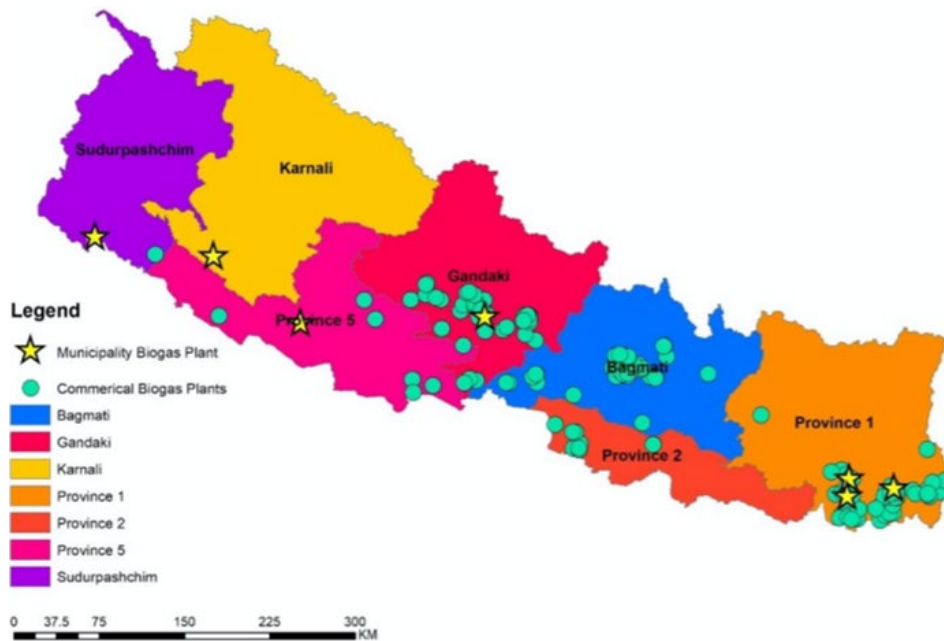 Sudurpashchim
Karnali
Gandaki
Province 5
Bagmati
Province 1
Province 2
Legend
Municipality Biogas Plant
Commerical Biogas Plants
Bagmati
Gandaki
Karnali
Province 1
Province 2
Province 5
Sudurpashchim
0 37.5 75 150 225 300
KM